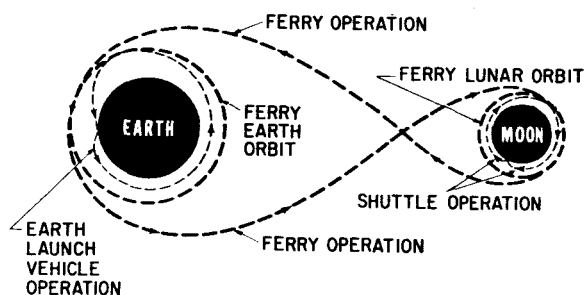 FERRY OPERATION
FERRY LUNAR ORBIT
EARTH
FERRY
EARTH
ORBIT
MOON
SHUTTLE OPERATION
EARTH
LAUNCH
VEHICLE
OPERATION
FERRY OPERATION